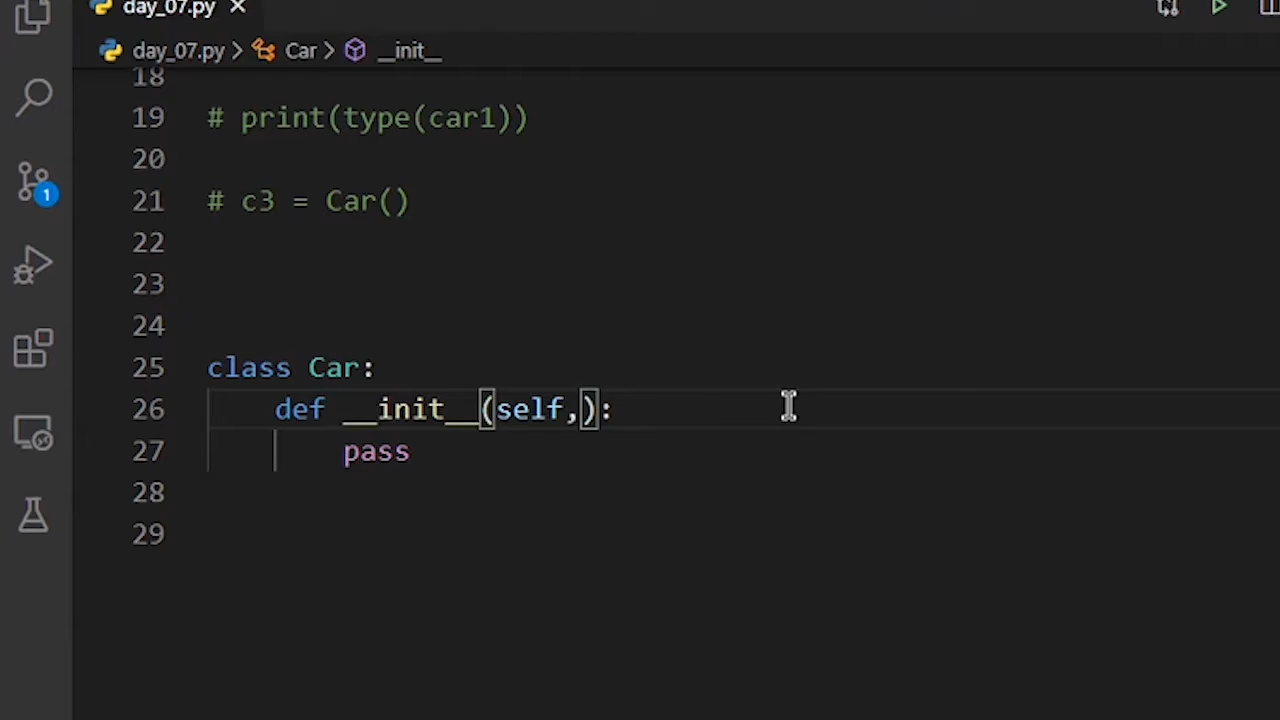 day_07.py
day_07.py > Car > __init__
18
19 # print(type(car1))
20
21 # c3 = Car()
22
23
24
25 class Car:
26 def __init__(self,):
27 pass
28
29
1